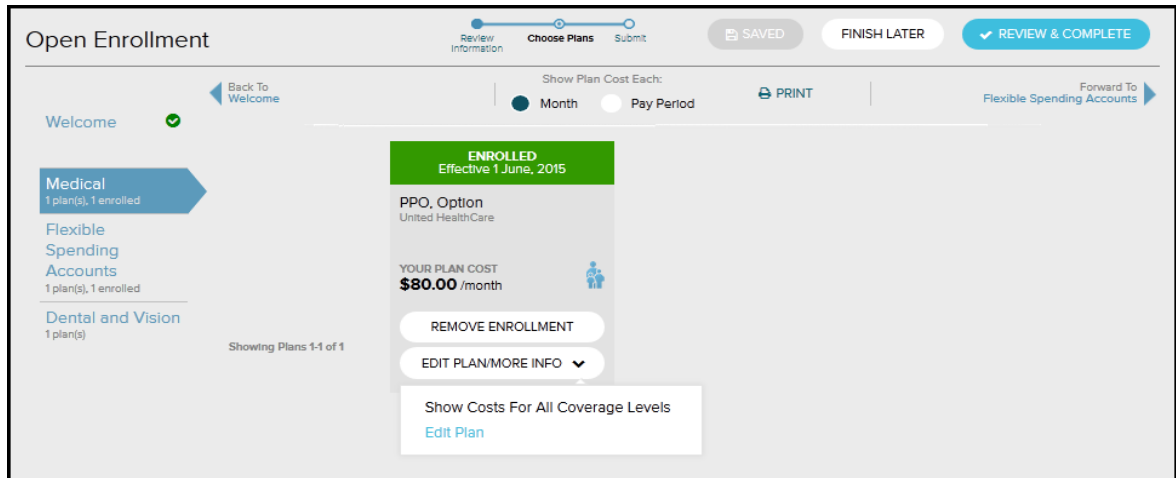 Open Enrollment
Review
Information
Choose Plans
Submit
SAVED
FINISH LATER
REVIEW & COMPLETE
Back To
Welcome
Show Plan Cost Each:
Month
Pay Period
PRINT
Forward To
Flexible Spending Accounts
Welcome
Medical
1 plan(s), 1 enrolled
Flexible
Spending
Accounts
1 plan(s), 1 enrolled
Dental and Vision
1 plan(s)
Showing Plans 1-1 of 1
ENROLLED
Effective 1 June, 2015
PPO, Option
United HealthCare
YOUR PLAN COST
$80.00 /month
REMOVE ENROLLMENT
EDIT PLAN/MORE INFO
Show Costs For All Coverage Levels
Edit Plan